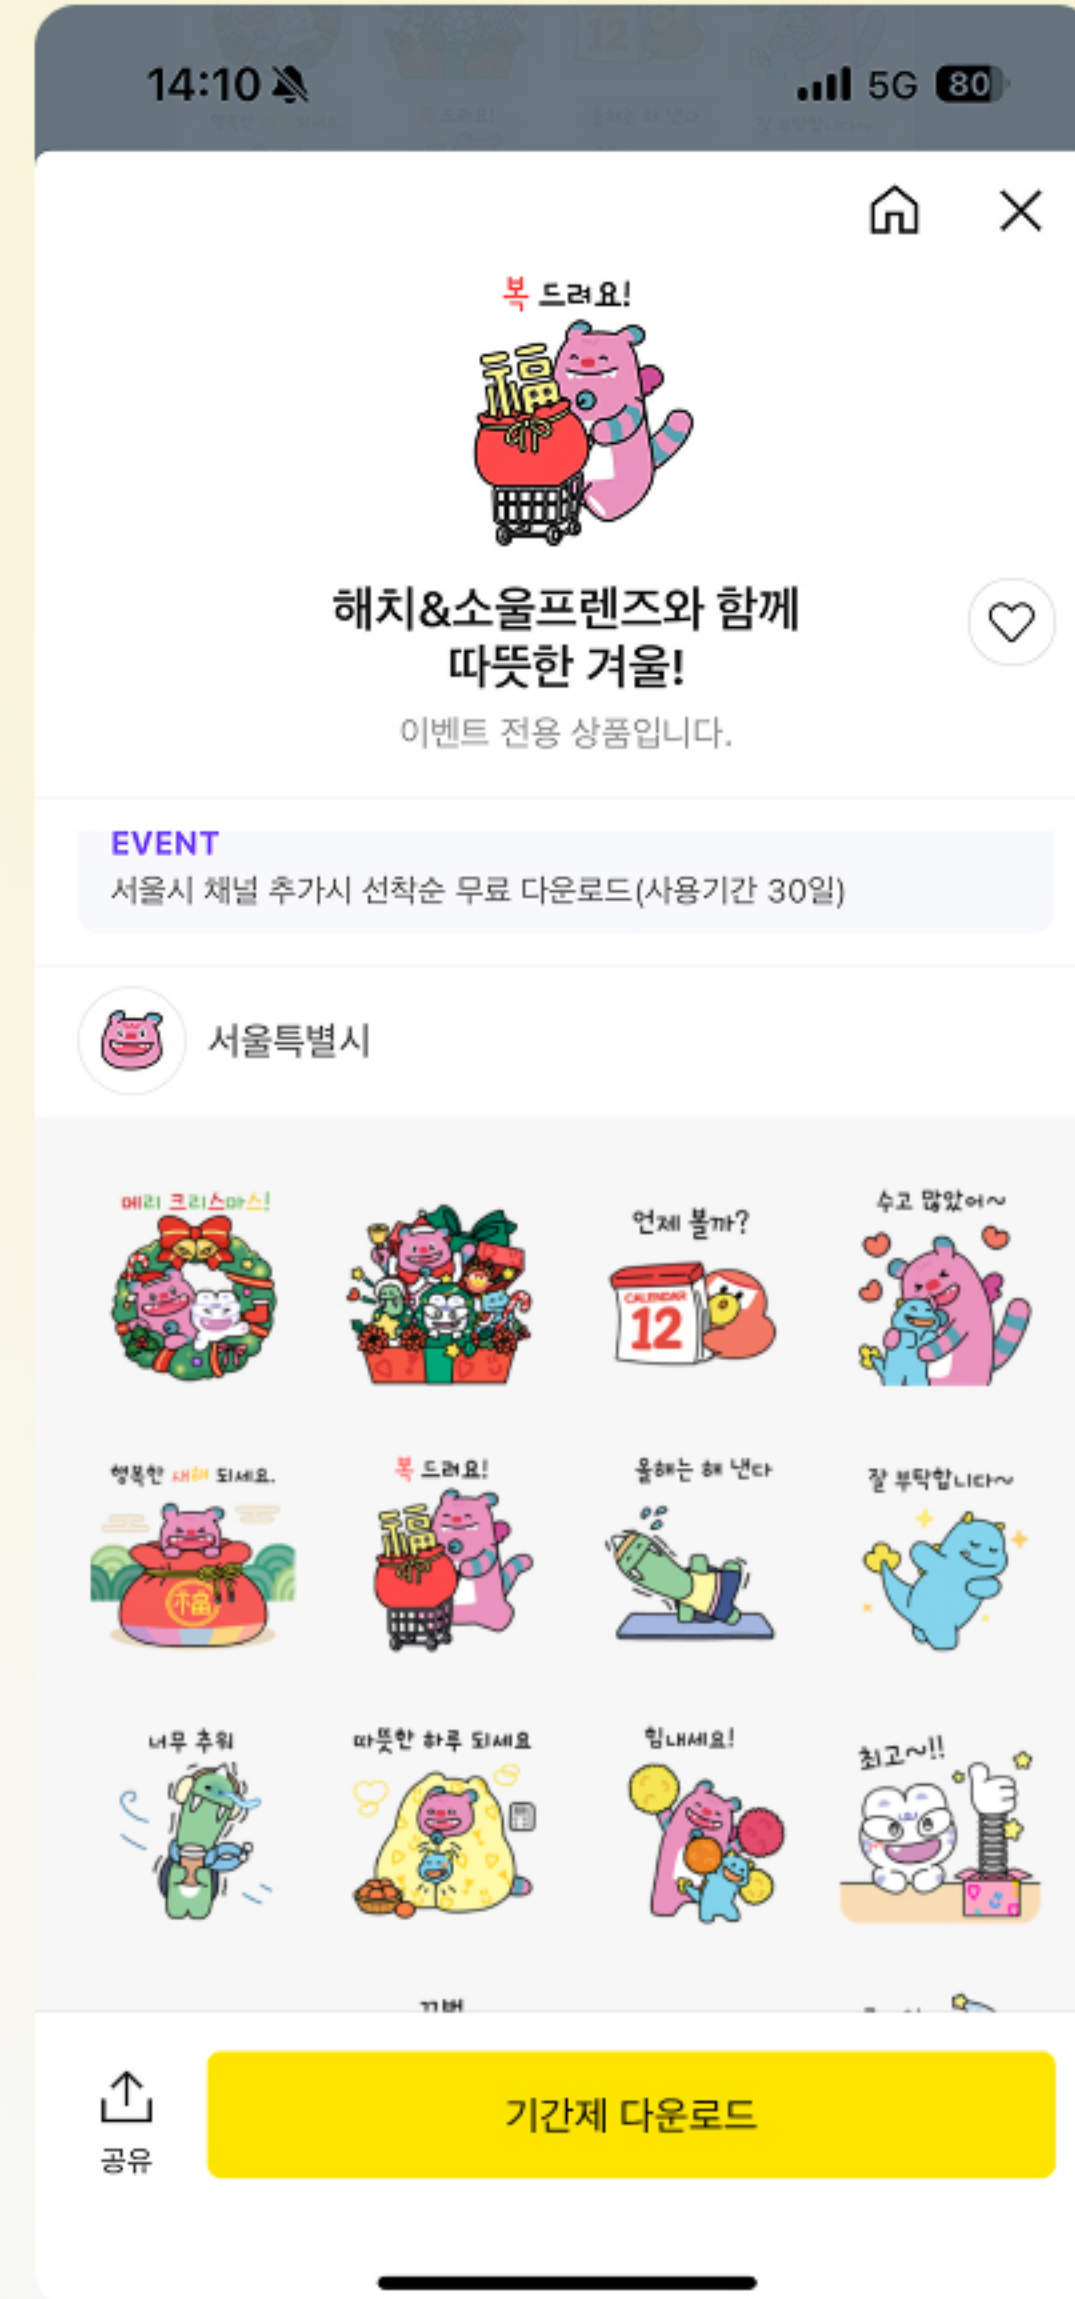 14:10
5G 80
복 드려요!
福
해치&소울프렌즈와 함께
따뜻한 겨울!
이벤트 전용 상품입니다.
EVENT
서울시 채널 추가시 선착순 무료 다운로드(사용기간 30일)
서울특별시
메리 크리스마스!
언제 볼까?
CALENDAR
12
수고 많았어~
행복한 새해 되세요.
福
복 드려요!
福
올해는 해 낸다
잘 부탁합니다~
너무 추워
따뜻한 하루 되세요
힘내세요!
최고~!!
기간제 다운로드
공유